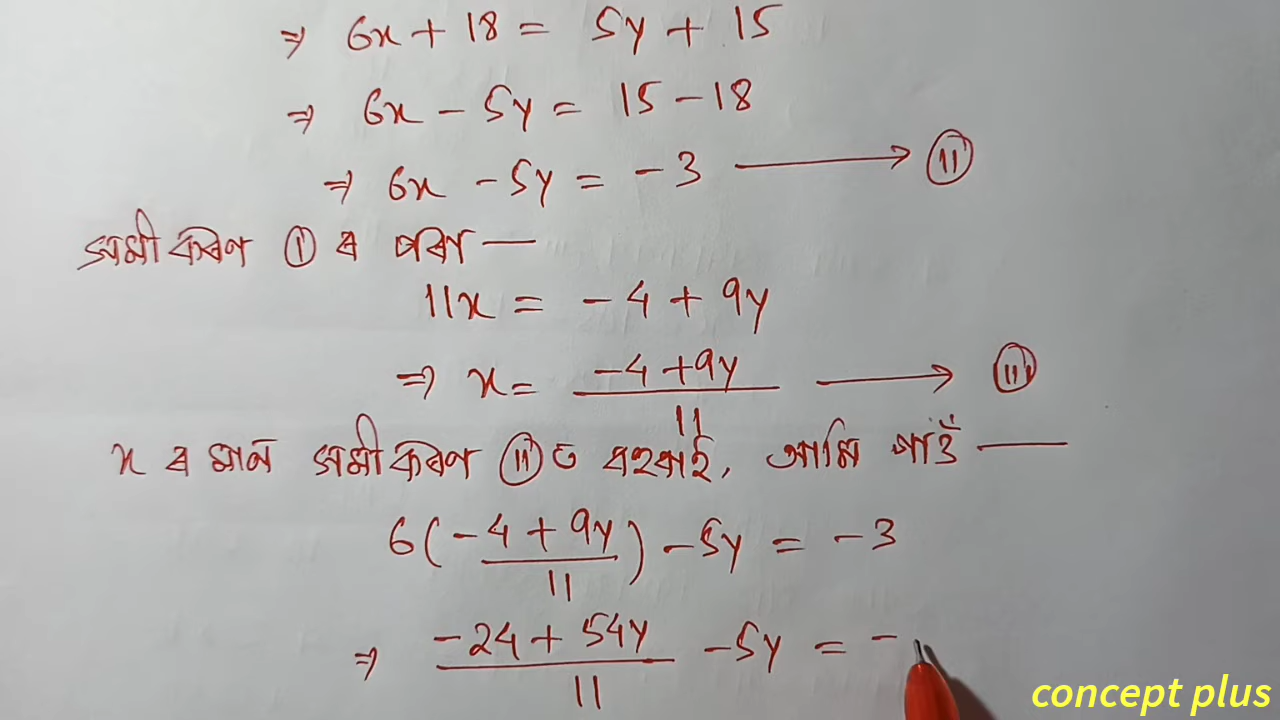 ⇒ 6x + 18 = 5y + 15
⇒ 6x - 5y = 15 - 18
⇒ 6x - 5y = -3 ⟶ (ii)
সমীকৰণ (i) ৰ পৰা —
11x = -4 + 9y
⇒ x = (-4 + 9y)/11 ⟶ (iii)
x ৰ মান সমীকৰণ (ii) ত বহুৱাই, আমি পাওঁ —
6((-4 + 9y)/11) - 5y = -3
⇒ (-24 + 54y)/11 - 5y = -
concept plus